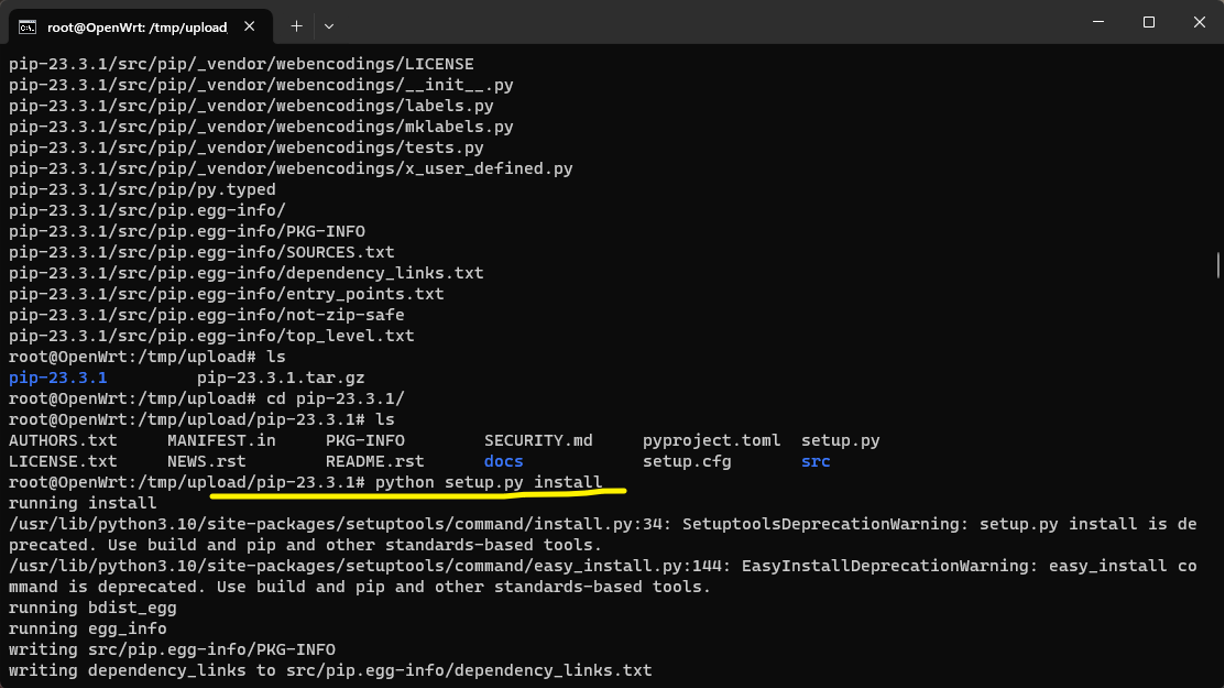 root@OpenWrt: /tmp/upload
pip-23.3.1/src/pip/_vendor/webencodings/LICENSE
pip-23.3.1/src/pip/_vendor/webencodings/__init__.py
pip-23.3.1/src/pip/_vendor/webencodings/labels.py
pip-23.3.1/src/pip/_vendor/webencodings/mklabels.py
pip-23.3.1/src/pip/_vendor/webencodings/tests.py
pip-23.3.1/src/pip/_vendor/webencodings/x_user_defined.py
pip-23.3.1/src/pip/py.typed
pip-23.3.1/src/pip.egg-info/
pip-23.3.1/src/pip.egg-info/PKG-INFO
pip-23.3.1/src/pip.egg-info/SOURCES.txt
pip-23.3.1/src/pip.egg-info/dependency_links.txt
pip-23.3.1/src/pip.egg-info/entry_points.txt
pip-23.3.1/src/pip.egg-info/not-zip-safe
pip-23.3.1/src/pip.egg-info/top_level.txt
root@OpenWrt:/tmp/upload# ls
pip-23.3.1         pip-23.3.1.tar.gz
root@OpenWrt:/tmp/upload# cd pip-23.3.1/
root@OpenWrt:/tmp/upload/pip-23.3.1# ls
AUTHORS.txt     MANIFEST.in     PKG-INFO        SECURITY.md     pyproject.toml  setup.py
LICENSE.txt     NEWS.rst        README.rst      docs            setup.cfg       src
root@OpenWrt:/tmp/upload/pip-23.3.1# python setup.py install
running install
/usr/lib/python3.10/site-packages/setuptools/command/install.py:34: SetuptoolsDeprecationWarning: setup.py install is de
precated. Use build and pip and other standards-based tools.
/usr/lib/python3.10/site-packages/setuptools/command/easy_install.py:144: EasyInstallDeprecationWarning: easy_install co
mmand is deprecated. Use build and pip and other standards-based tools.
running bdist_egg
running egg_info
writing src/pip.egg-info/PKG-INFO
writing dependency_links to src/pip.egg-info/dependency_links.txt